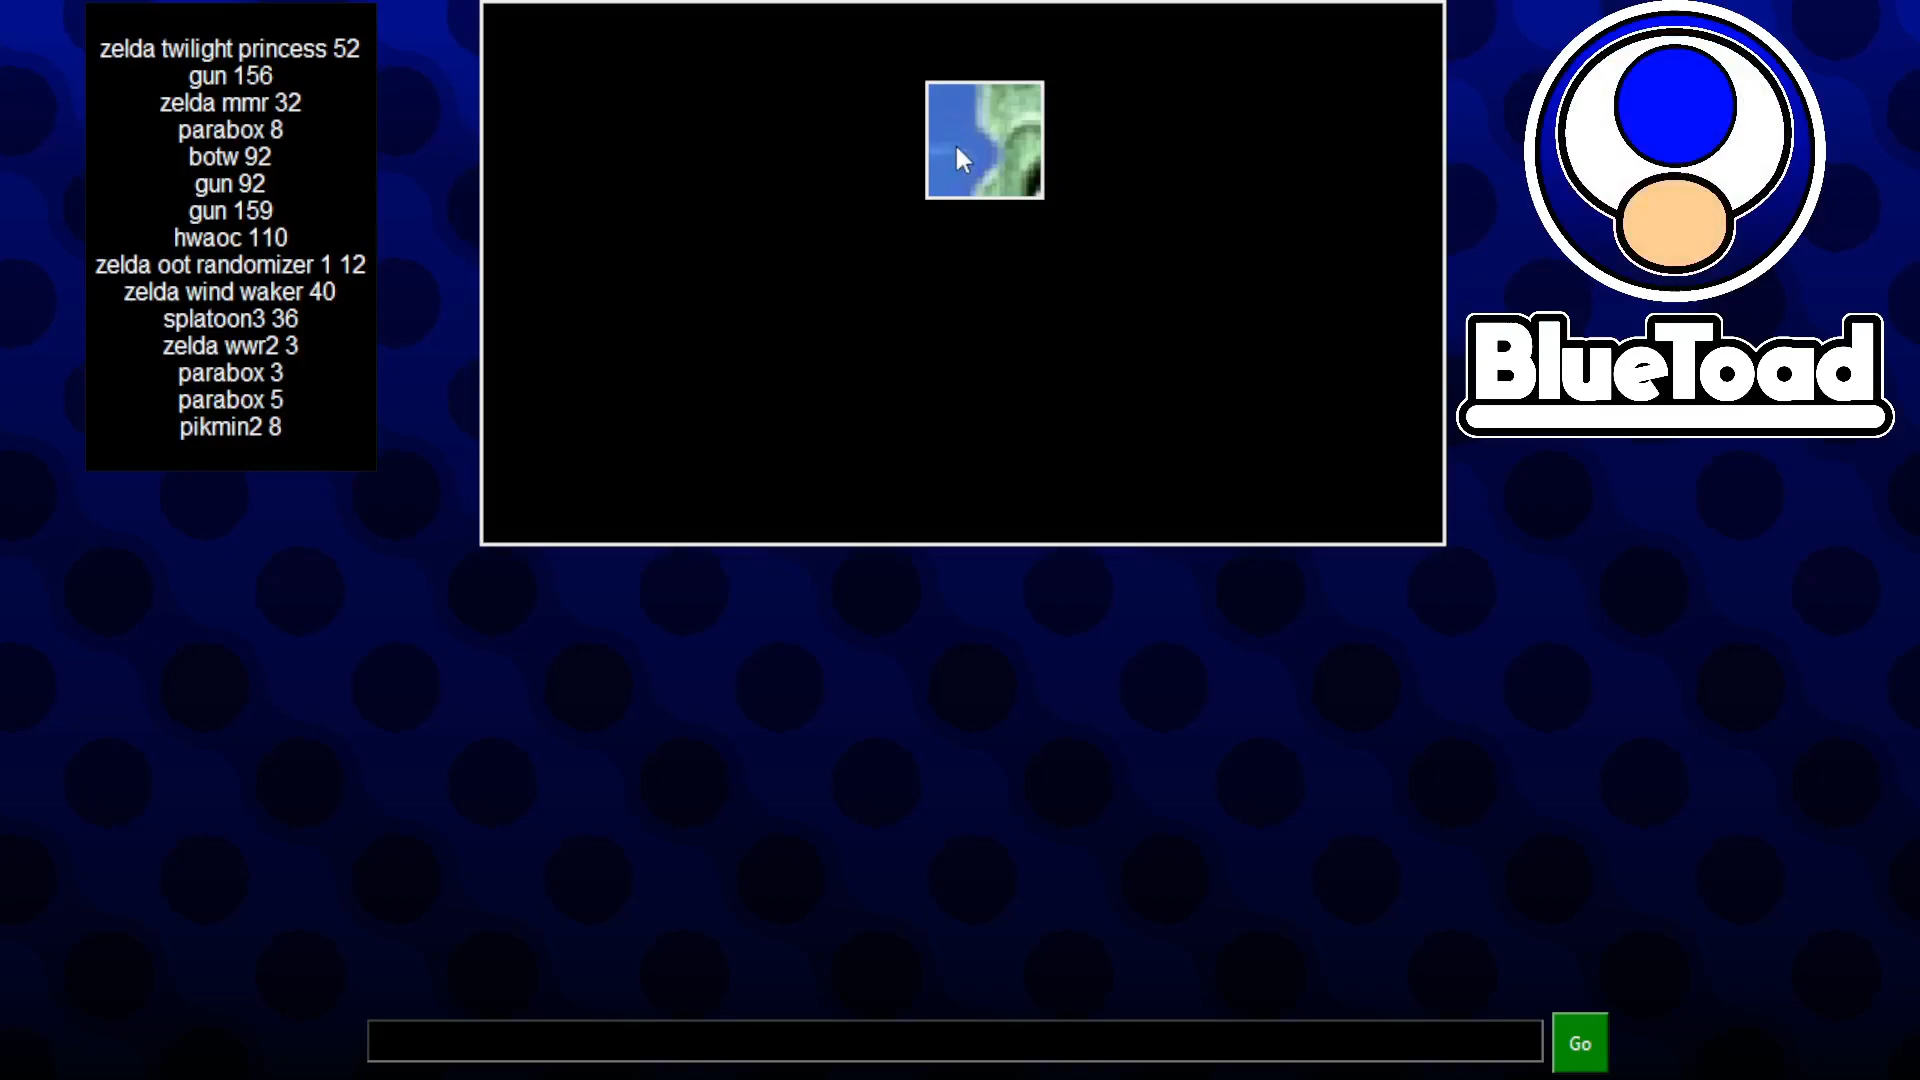 zelda twilight princess 52
gun 156
zelda mmr 32
parabox 8
botw 92
gun 92
gun 159
hwaoc 110
zelda oot randomizer 1 12
zelda wind waker 40
splatoon3 36
zelda wwr2 3
parabox 3
parabox 5
pikmin2 8
BlueToad
Go